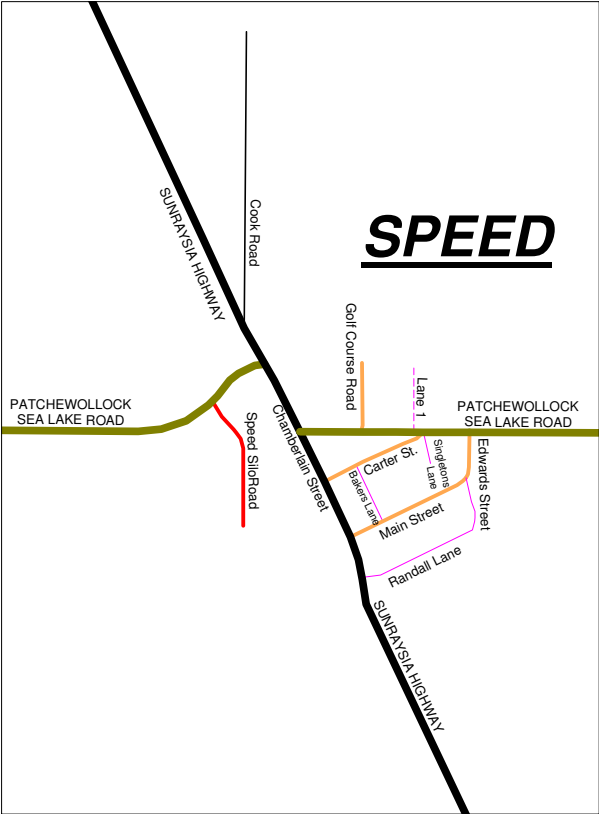 SUNRAYSIA HIGHWAY
Cook Road
SPEED
Golf Course Road
Lane 1
PATCHEWOLLOCK
SEA LAKE ROAD
PATCHEWOLLOCK
SEA LAKE ROAD
Chamberlain Street
Speed SiloRoad
Carter St.
Singletons
Lane
Edwards Street
Bakers Lane
Main Street
Randall Lane
SUNRAYSIA HIGHWAY